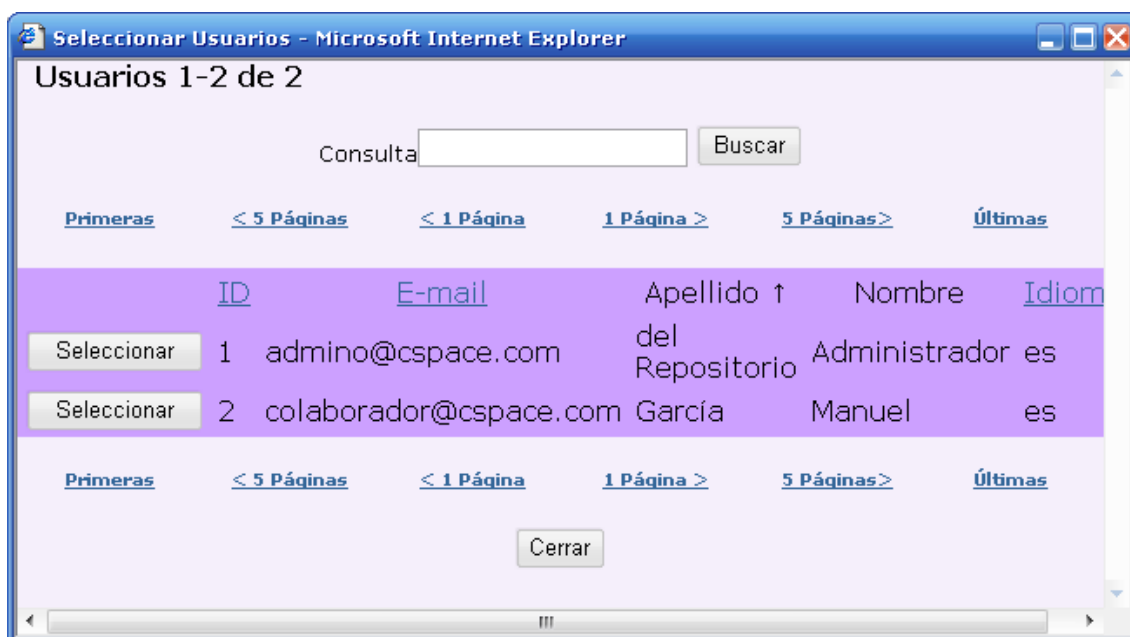 Seleccionar Usuarios - Microsoft Internet Explorer
Usuarios 1-2 de 2
Consulta Buscar
Primeras < 5 Páginas < 1 Página 1 Página > 5 Páginas> Últimas
ID E-mail Apellido ↑ Nombre Idiom
Seleccionar 1 admino@cspace.com del Repositorio Administrador es
Seleccionar 2 colaborador@cspace.com García Manuel es
Primeras < 5 Páginas < 1 Página 1 Página > 5 Páginas> Últimas
Cerrar